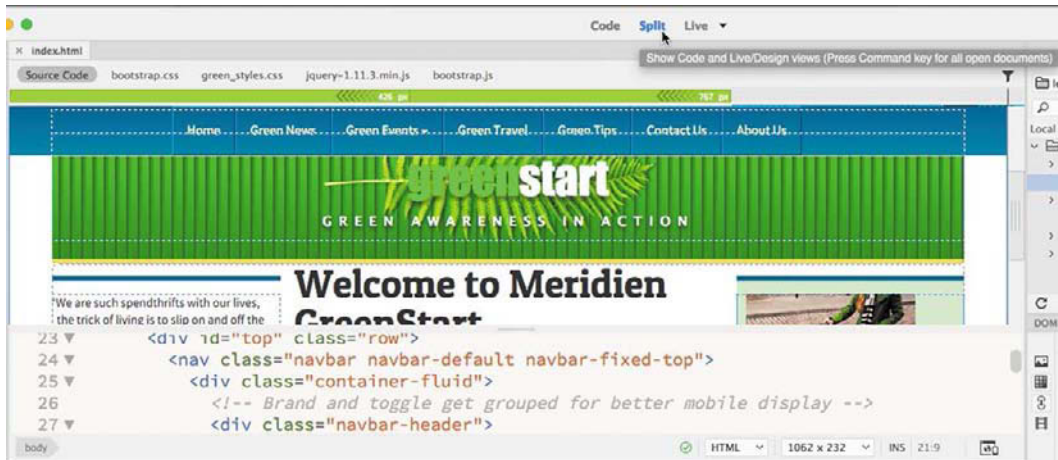 Code Split Live
× index.html
Show Code and Live/Design views (Press Command key for all open documents)
Source Code bootstrap.css green_styles.css jquery-1.11.3.min.js bootstrap.js
426 px 767 px
Home Green News Green Events Green Travel Green Tips Contact Us About Us
greenstart
GREEN AWARENESS IN ACTION
Local
Welcome to Meridien
GreenStart
"We are such spendthrifts with our lives,
the trick of living is to slip on and off the
DOM
23 <div id="top" class="row">
24 <nav class="navbar navbar-default navbar-fixed-top">
25 <div class="container-fluid">
26 <!-- Brand and toggle get grouped for better mobile display -->
27 <div class="navbar-header">
body HTML 1062 x 232 INS 21:9